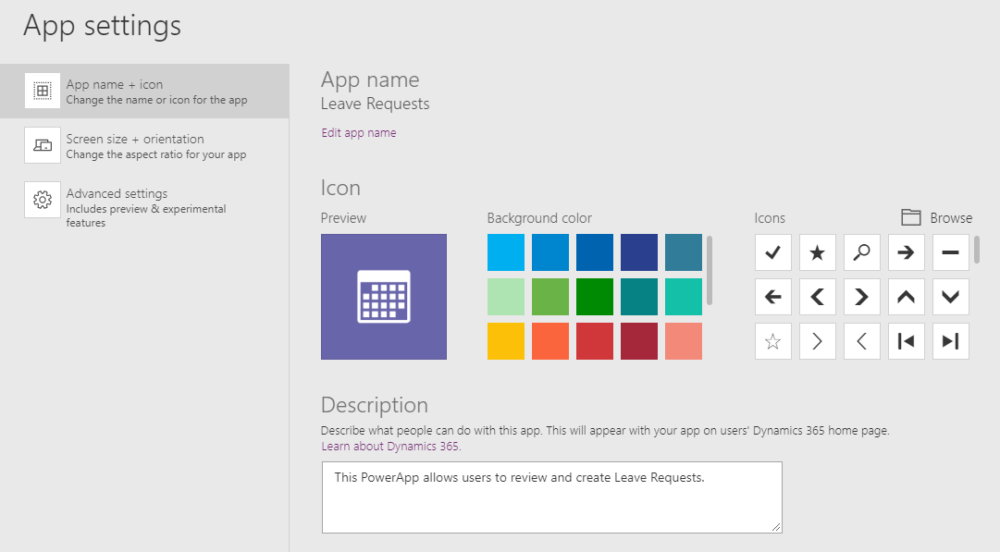 App settings
App name + icon
Change the name or icon for the app
Screen size + orientation
Change the aspect ratio for your app
Advanced settings
Includes preview & experimental
features
App name
Leave Requests
Edit app name
Icon
Preview
Background color
Icons
Browse
Description
Describe what people can do with this app. This will appear with your app on users' Dynamics 365 home page.
Learn about Dynamics 365.
This PowerApp allows users to review and create Leave Requests.